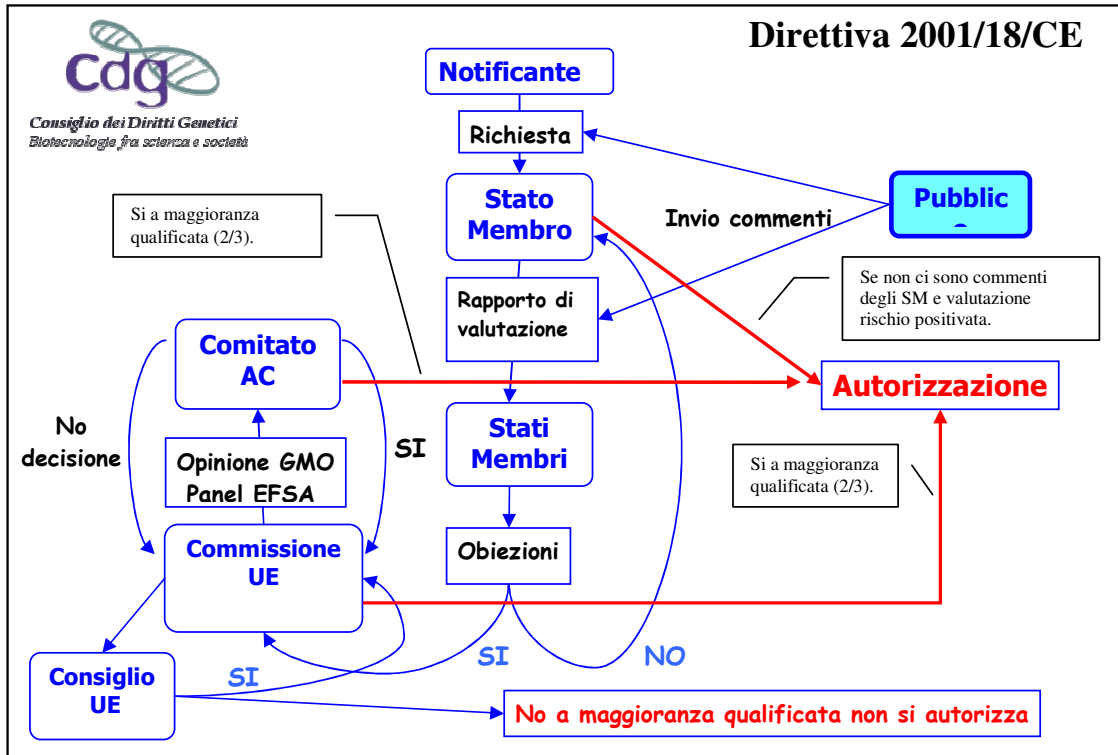 Direttiva 2001/18/CE
cdg
Consiglio dei Diritti Genetici
Biotecnologie fra scienza e società
Notificante
Richiesta
Stato
Membro
Invio commenti
Pubblic
Si a maggioranza
qualificata (2/3).
Rapporto di
valutazione
Se non ci sono commenti
degli SM e valutazione
rischio positivata.
Comitato
AC
Autorizzazione
No
decisione
SI
Stati
Membri
Opinione GMO
Panel EFSA
Si a maggioranza
qualificata (2/3).
Commissione
UE
Obiezioni
SI
SI
NO
Consiglio
UE
No a maggioranza qualificata non si autorizza